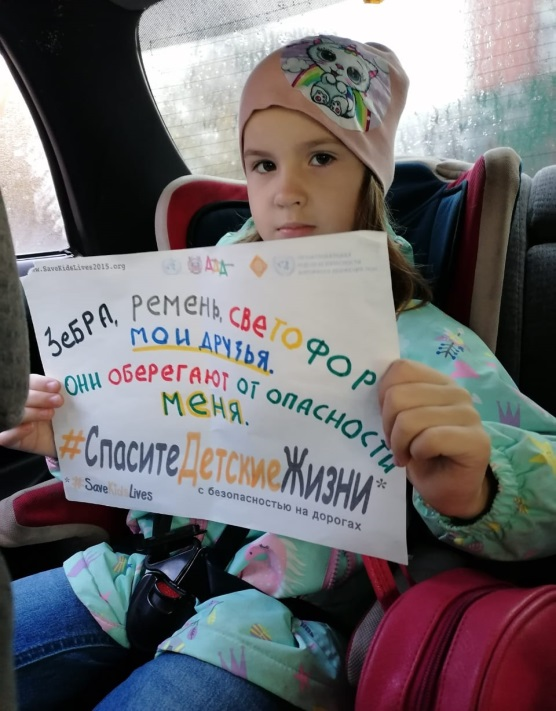 www.SaveKidsLives2015.org
ЗЕБРА, РЕМЕНЬ, СВЕТОФОР
МОИ ДРУЗЬЯ.
ОНИ ОБЕРЕГАЮТ ОТ ОПАСНОСТИ
МЕНЯ.
#СпаситеДетскиеЖизни*
* #SaveKidsLives
с безопасностью на дорогах